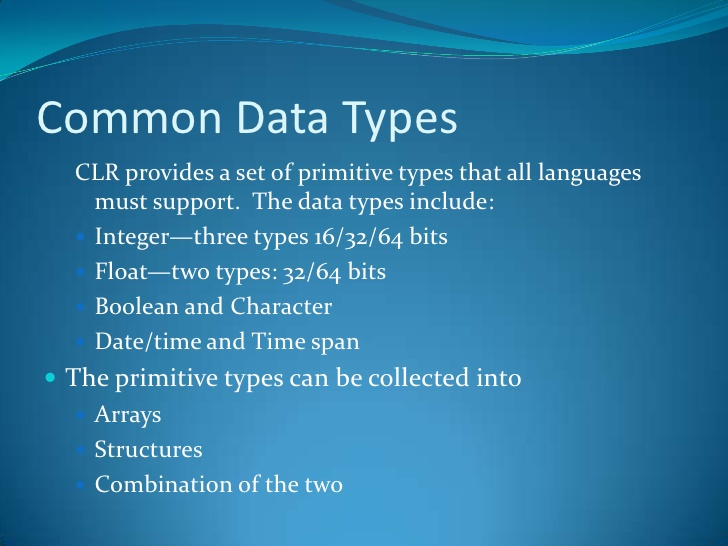 Common Data Types
CLR provides a set of primitive types that all languages
must support. The data types include:
• Integer—three types 16/32/64 bits
• Float—two types: 32/64 bits
• Boolean and Character
• Date/time and Time span
• The primitive types can be collected into
• Arrays
• Structures
• Combination of the two